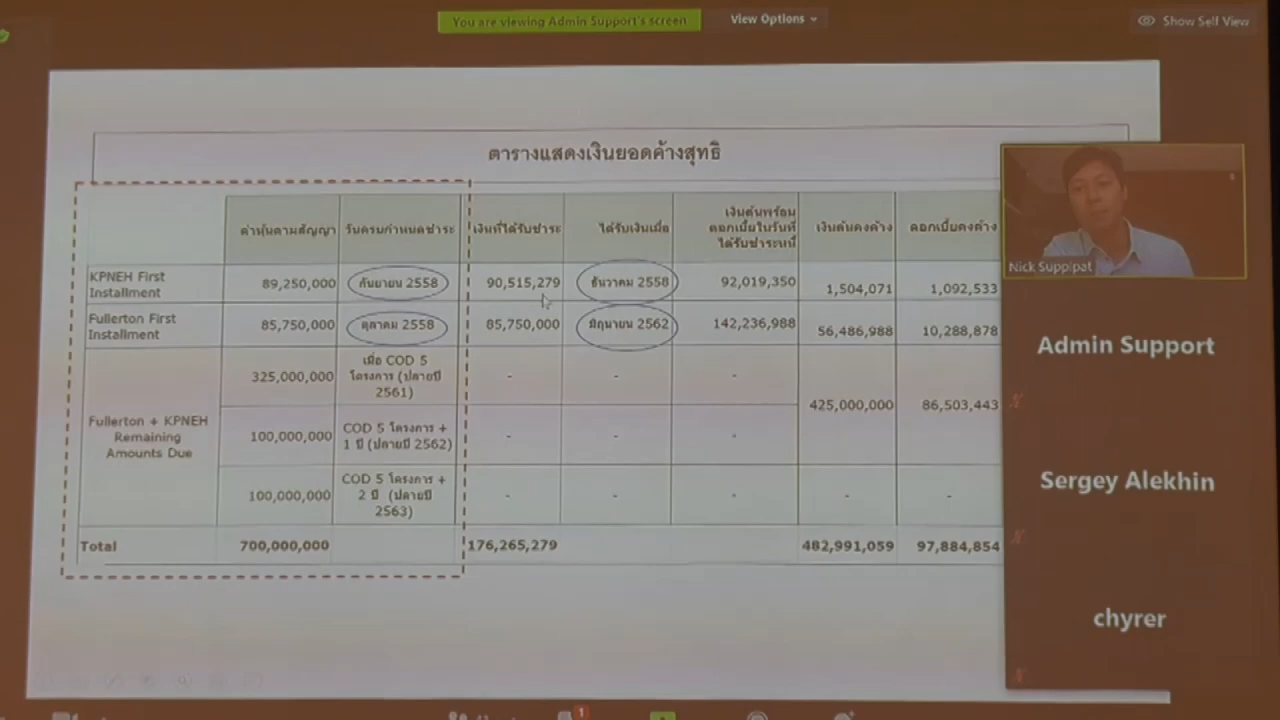 You are viewing Admin Support's screen
View Options
Show Self View
ตารางแสดงเงินยอดค้างสุทธิ
ค่าหุ้นตามสัญญา
วันครบกำหนดชำระ
เงินที่ได้รับชำระ
ได้รับเงินเมื่อ
เงินต้นพร้อม
ดอกเบี้ยในวันที่
ได้รับชำระหนี้
เงินต้นคงค้าง
ดอกเบี้ยคงค้าง
KPNEH First
Installment
89,250,000
กันยายน 2558
90,515,279
ธันวาคม 2558
92,019,350
1,504,071
1,092,533
Fullerton First
Installment
85,750,000
ตุลาคม 2558
85,750,000
มิถุนายน 2562
142,236,988
56,486,988
10,288,878
Fullerton + KPNEH
Remaining
Amounts Due
325,000,000
เมื่อ COD 5
โครงการ (ปลายปี
2561)
-
-
-
425,000,000
86,503,443
100,000,000
COD 5 โครงการ +
1 ปี (ปลายปี 2562)
-
-
-
100,000,000
COD 5 โครงการ +
2 ปี (ปลายปี
2563)
-
-
-
-
-
Total
700,000,000
176,265,279
482,991,059
97,884,854
Nick Suppipat
Admin Support
Sergey Alekhin
chyrer
1